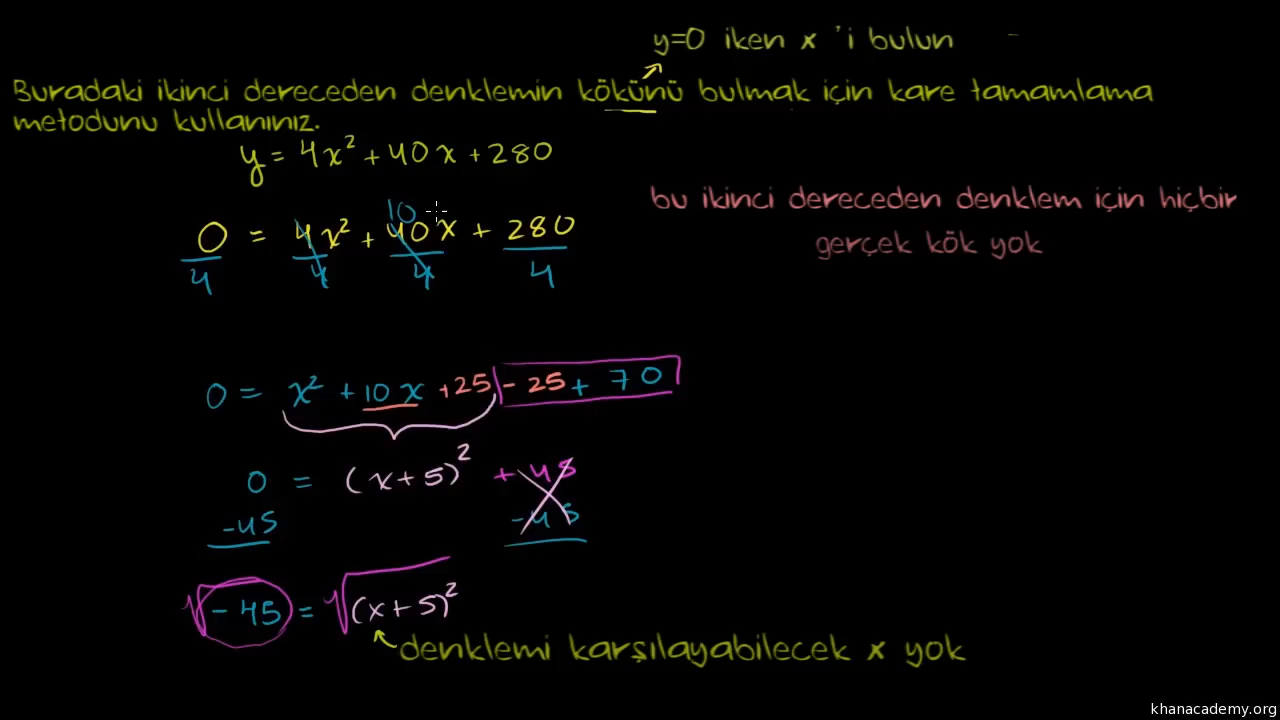 y=0 iken x 'i bulun
Buradaki ikinci dereceden denklemin kökünü bulmak için kare tamamlama
metodunu kullanınız.
y = 4x² + 40x + 280
bu ikinci dereceden denklem için hiçbir
gerçek kök yok
10
0 = 4x² + 40x + 280
4 4 4 4
0 = x² + 10x +25 - 25 + 70
0 = (x+5)² + 45
-45 -45
√-45 = √(x+5)²
denklemi karşılayabilecek x yok
khanacademy.org